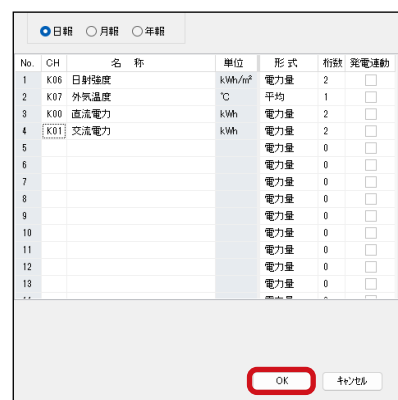 日報 月報 年報
No. CH 名 称 単位 形 式 桁数 発電連動
1 K06 日射強度 kWh/m² 電力量 2
2 K07 外気温度 ℃ 平均 1
3 K00 直流電力 kWh 電力量 2
4 K01 交流電力 kWh 電力量 2
5 電力量 0
6 電力量 0
7 電力量 0
8 電力量 0
9 電力量 0
10 電力量 0
11 電力量 0
12 電力量 0
13 電力量 0
OK キャンセル